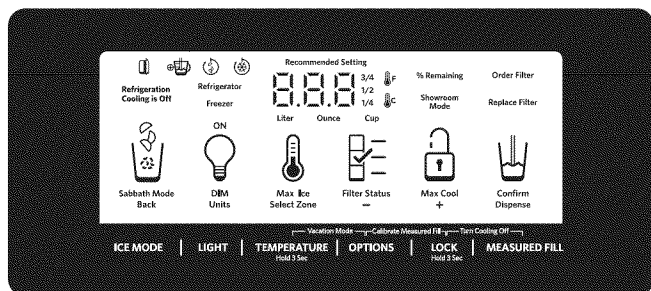 Recommended Setting
Refrigeration Cooling is Off
Refrigerator
Freezer
8.8.8
3/4
1/2
1/4
F
C
Liter Ounce Cup
% Remaining
Showroom Mode
Order Filter
Replace Filter
ON
Sabbath Mode
Back
DIM
Units
Max Ice
Select Zone
Filter Status
–
Max Cool
+
Confirm
Dispense
Vacation Mode Calibrate Measured Fill Turn Cooling Off
ICE MODE | LIGHT | TEMPERATURE | OPTIONS | LOCK | MEASURED FILL
Hold 3 Sec Hold 3 Sec